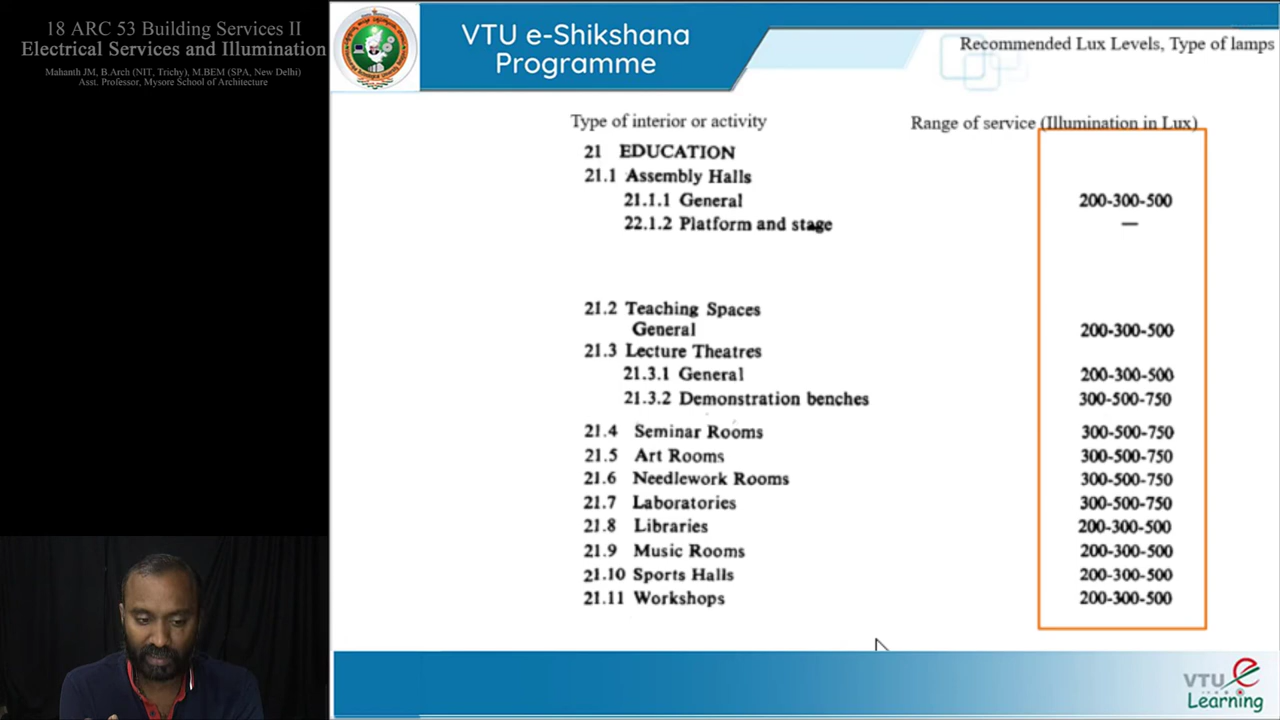 18 ARC 53 Building Services II
Electrical Services and Illumination
Mahanth JM, B.Arch (NIT, Trichy), M.BEM (SPA, New Delhi)
Asst. Professor, Mysore School of Architecture
VTU e-Shikshana
Programme
Recommended Lux Levels, Type of lamps
Type of interior or activity Range of service (Illumination in Lux)
21 EDUCATION
21.1 Assembly Halls
21.1.1 General 200-300-500
22.1.2 Platform and stage —
21.2 Teaching Spaces
General 200-300-500
21.3 Lecture Theatres
21.3.1 General 200-300-500
21.3.2 Demonstration benches 300-500-750
21.4 Seminar Rooms 300-500-750
21.5 Art Rooms 300-500-750
21.6 Needlework Rooms 300-500-750
21.7 Laboratories 300-500-750
21.8 Libraries 200-300-500
21.9 Music Rooms 200-300-500
21.10 Sports Halls 200-300-500
21.11 Workshops 200-300-500
VTU e
Learning